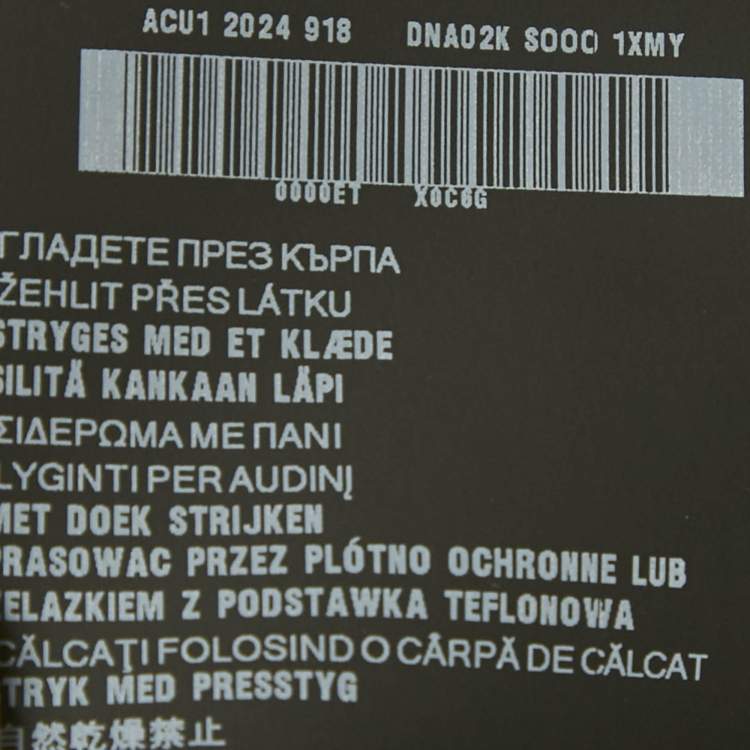 ACU1 2024 918 DNA02K SOOO 1XMY
0000ET X0C6G
ГЛАДЕТЕ ПРЕЗ КЪРПА
ŽEHLIT PŘES LÁTKU
STRYGES MED ET KLÆDE
SILITÄ KANKAAN LÄPI
ΣΙΔΕΡΩΜΑ ΜΕ ΠΑΝΙ
LYGINTI PER AUDINĮ
MET DOEK STRIJKEN
PRASOWAC PRZEZ PLÓTNO OCHRONNE LUB
ZELAZKIEM Z PODSTAWKA TEFLONOWA
CĂLCAŢI FOLOSIND O CÂRPĂ DE CĂLCAT
STRYK MED PRESSTYG
自然乾燥禁止